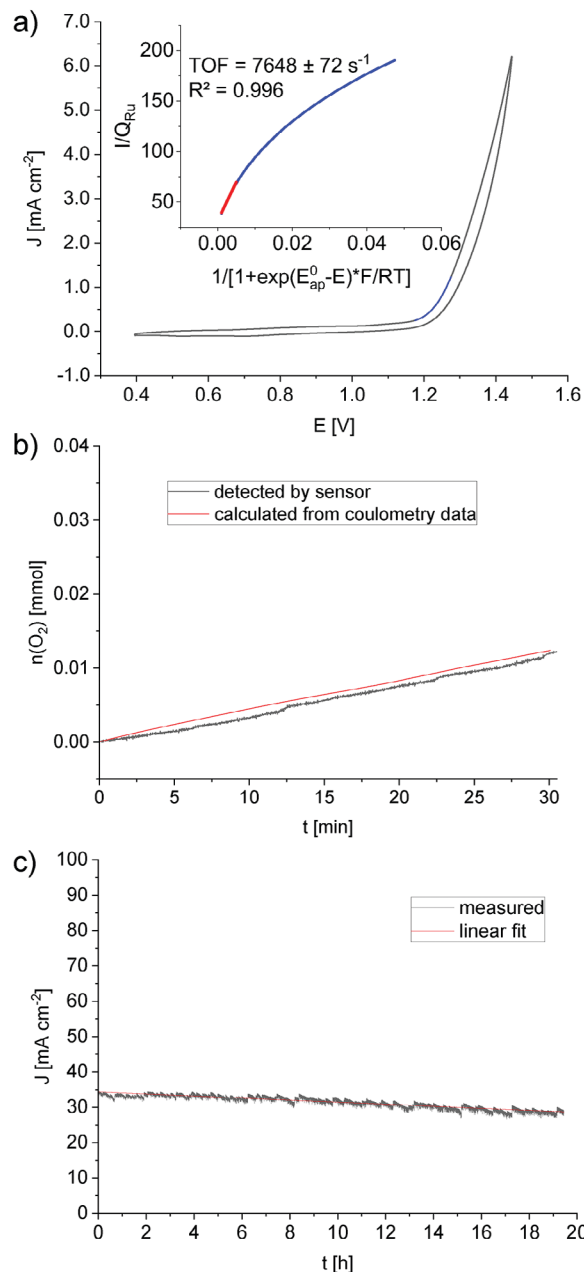 a)
TOF = 7648 ± 72 s⁻¹
R² = 0.996
I/Q_Ru
200
150
100
50
0.00 0.02 0.04 0.06
1/[1+exp(E⁰_ap-E)*F/RT]
J [mA cm⁻²]
7.0
6.0
5.0
4.0
3.0
2.0
1.0
0.0
-1.0
0.4 0.6 0.8 1.0 1.2 1.4 1.6
E [V]
b)
detected by sensor
calculated from coulometry data
n(O₂) [mmol]
0.04
0.03
0.02
0.01
0.00
0 5 10 15 20 25 30
t [min]
c)
measured
linear fit
J [mA cm⁻²]
100
90
80
70
60
50
40
30
20
10
0
0 2 4 6 8 10 12 14 16 18 20
t [h]